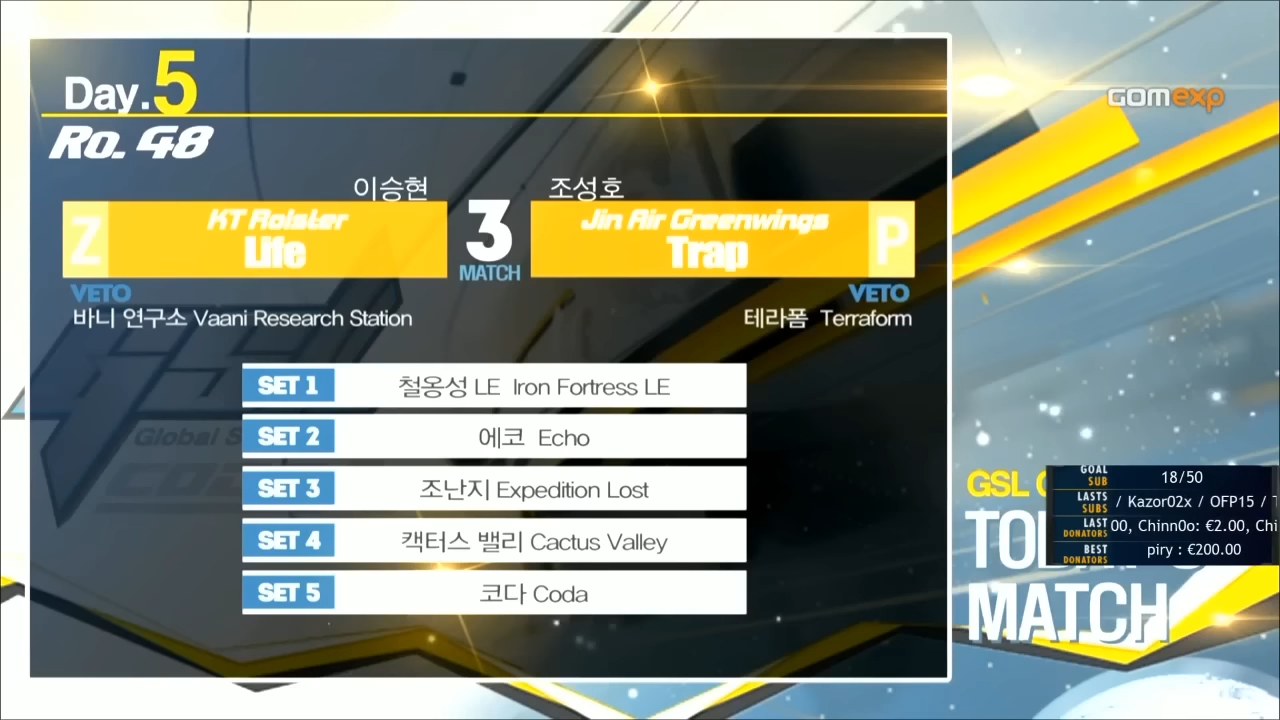 Day.5
Ro. 48
GOMexp
이승현
조성호
Z
KT Rolster
Life
3
MATCH
Jin Air Greenwings
Trap
P
VETO
VETO
바니 연구소 Vaani Research Station
테라폼 Terraform
SET 1 철옹성 LE Iron Fortress LE
SET 2 에코 Echo
SET 3 조난지 Expedition Lost
SET 4 캑터스 밸리 Cactus Valley
SET 5 코다 Coda
Global
GSL
MATCH
GOAL SUB 18/50
LASTS SUBS / Kazor02x / OFP15 /
LAST DONATORS 00, Chinn0o: €2.00, Chi
BEST DONATORS piry : €200.00